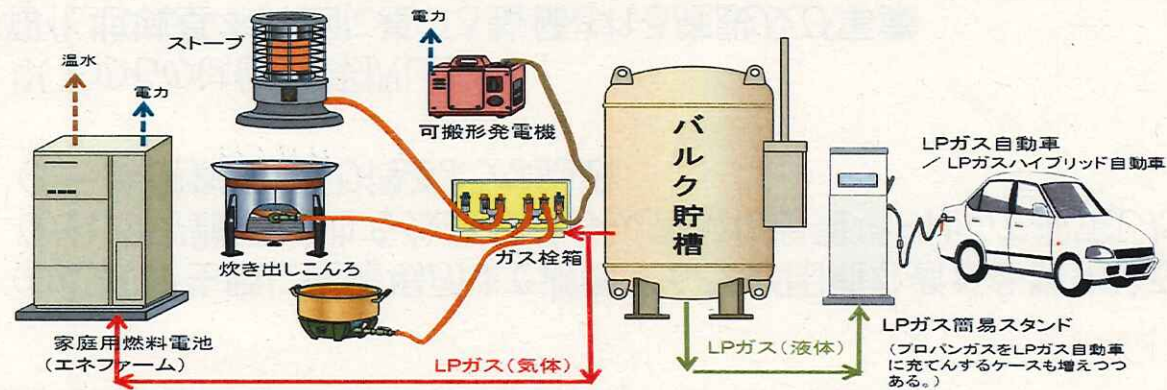 電力
ストーブ
温水
電力
可搬形発電機
バルク貯槽
LPガス自動車
／LPガスハイブリッド自動車
炊き出しこんろ
ガス栓箱
家庭用燃料電池
(エネファーム)
LPガス(気体)
LPガス(液体)
LPガス簡易スタンド
(プロパンガスをLPガス自動車
に充てんするケースも増えつつ
ある。)